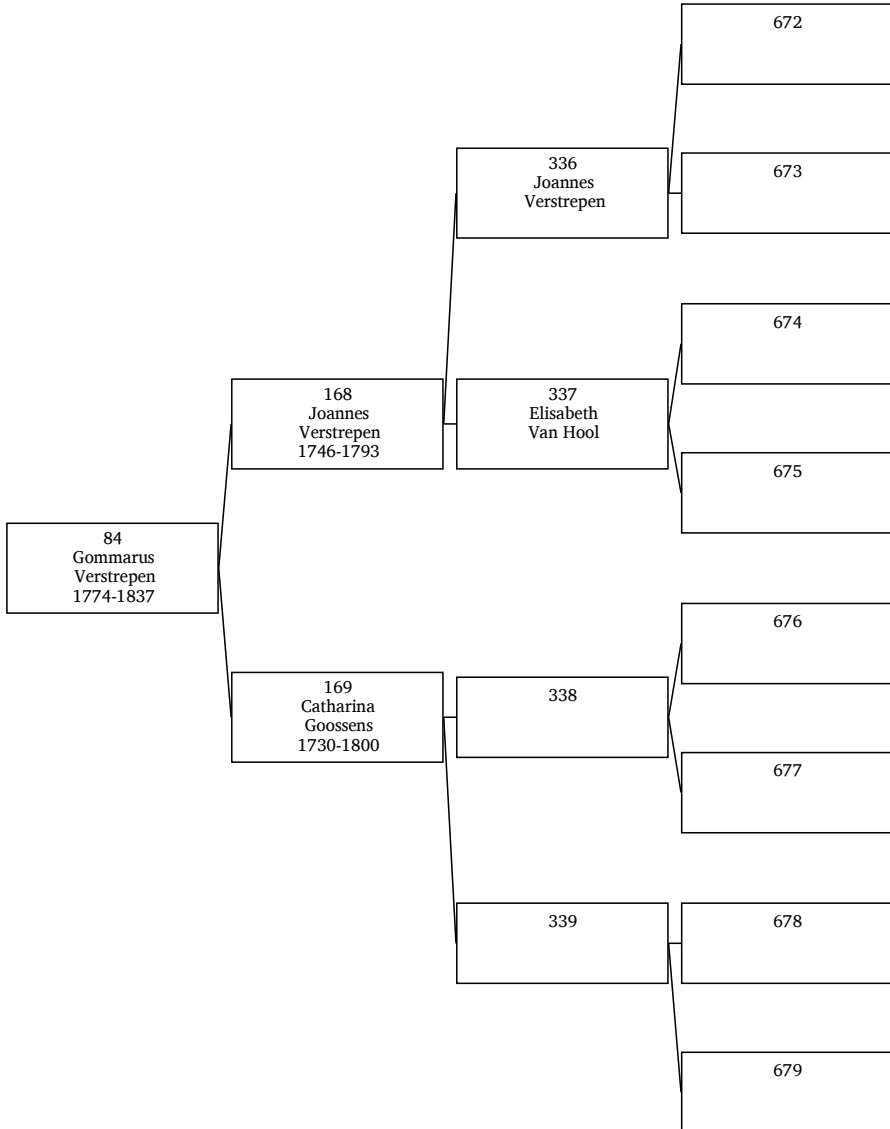 672
336
Joannes
Verstrepen
673
674
168
Joannes
Verstrepen
1746-1793
337
Elisabeth
Van Hool
675
84
Gommarus
Verstrepen
1774-1837
676
169
Catharina
Goossens
1730-1800
338
677
339
678
679